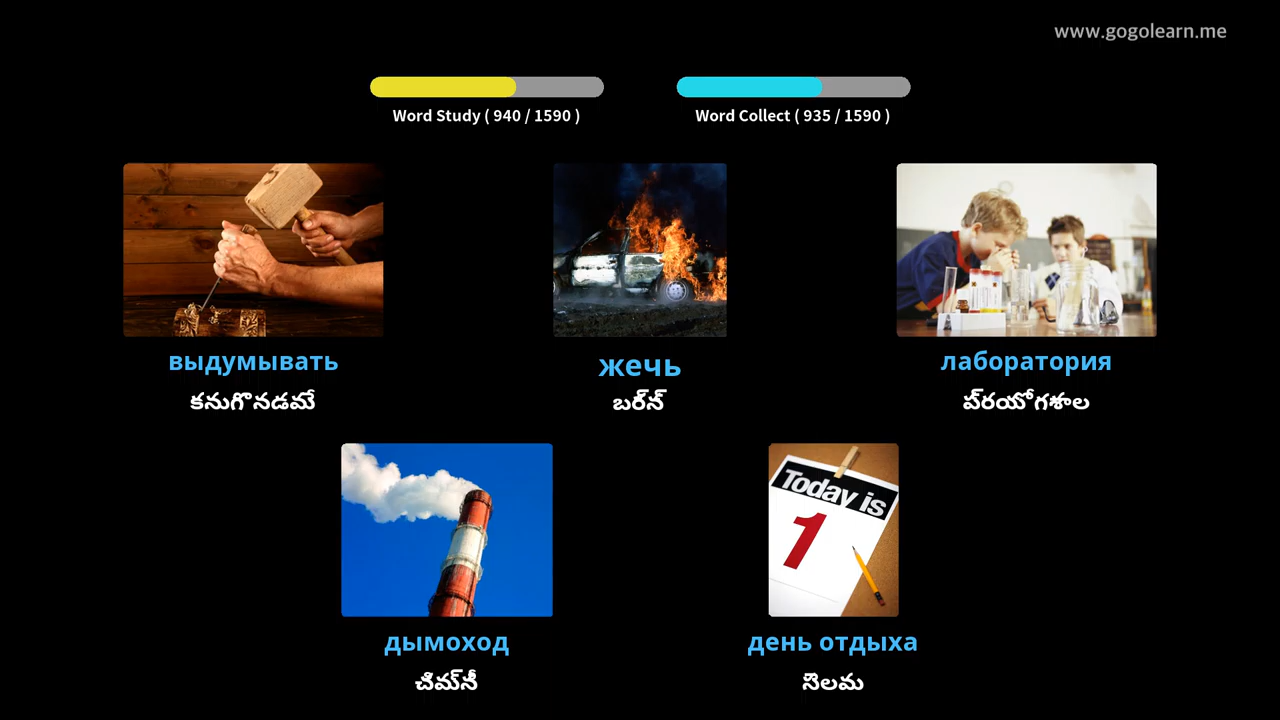 www.gogolearn.me
Word Study ( 940 / 1590 )
Word Collect ( 935 / 1590 )
выдумывать
కనుగొనడమే
жечь
బర్న్
лаборатория
ప్రయోగశాల
Today is
1
дымоход
చిమ్నీ
день отдыха
సెలమ